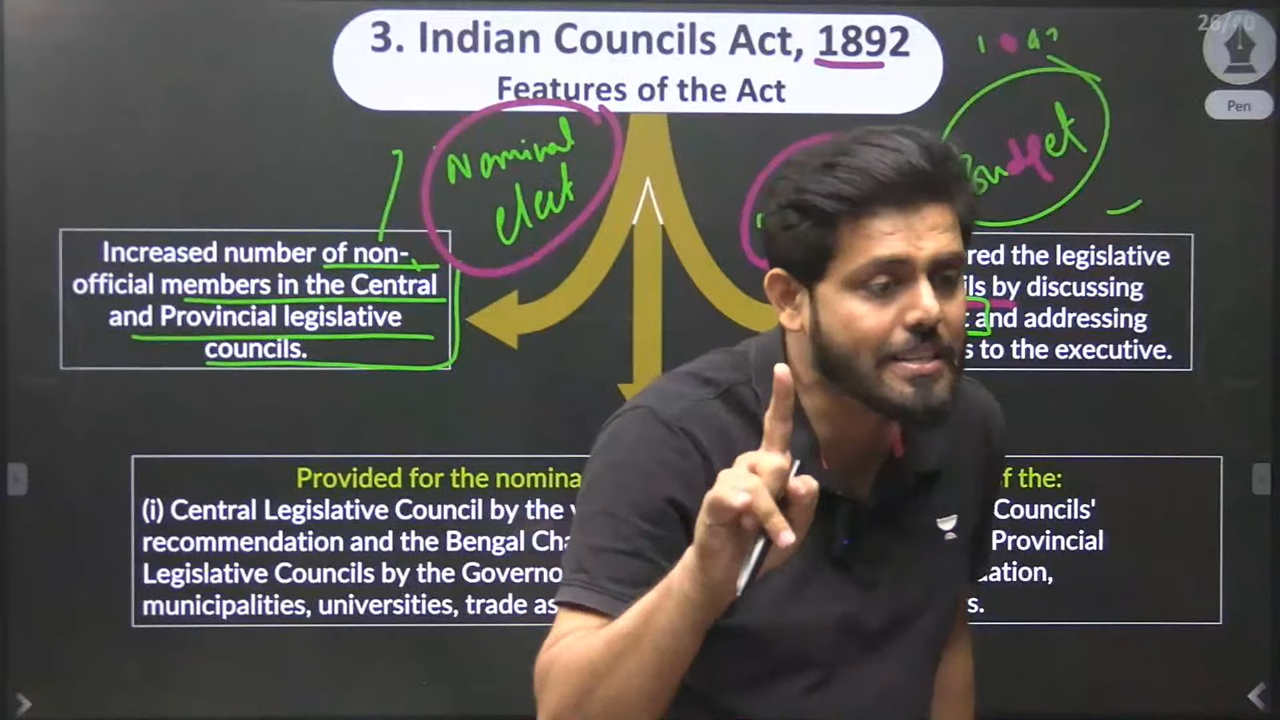 3. Indian Councils Act, 1892
Features of the Act
26/
Pen
Nominal
elect
Budget
Increased number of non-
official members in the Central
and Provincial legislative
councils.
red the legislative
ils by discussing
and addressing
s to the executive.
Provided for the nomina
(i) Central Legislative Council by the
recommendation and the Bengal Cha
Legislative Councils by the Governo
municipalities, universities, trade as
f the:
Councils'
Provincial
ation,
s.